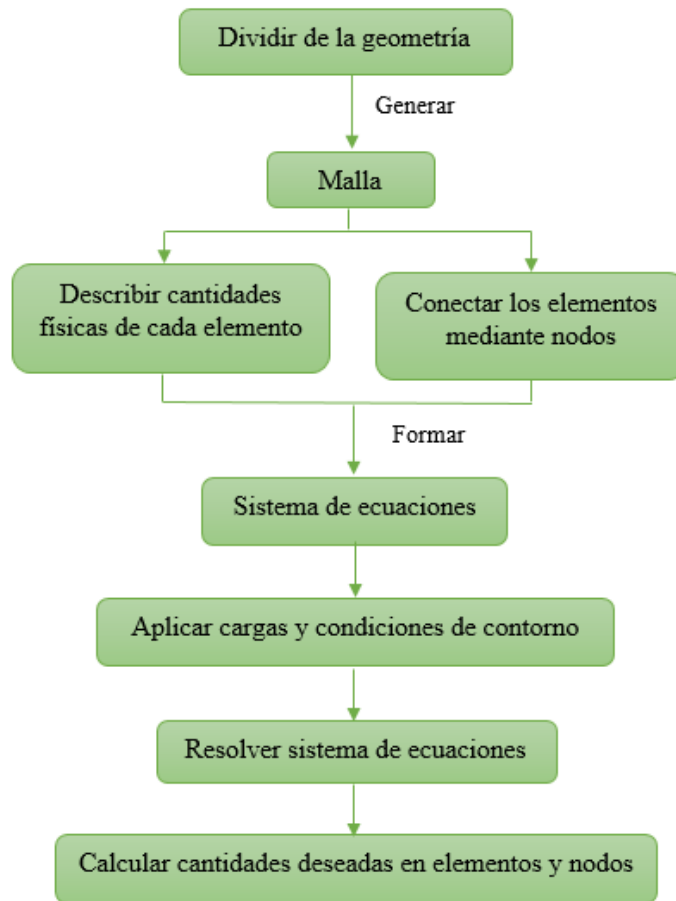 Dividir de la geometría
Generar
Malla
Describir cantidades
físicas de cada elemento
Conectar los elementos
mediante nodos
Formar
Sistema de ecuaciones
Aplicar cargas y condiciones de contorno
Resolver sistema de ecuaciones
Calcular cantidades deseadas en elementos y nodos